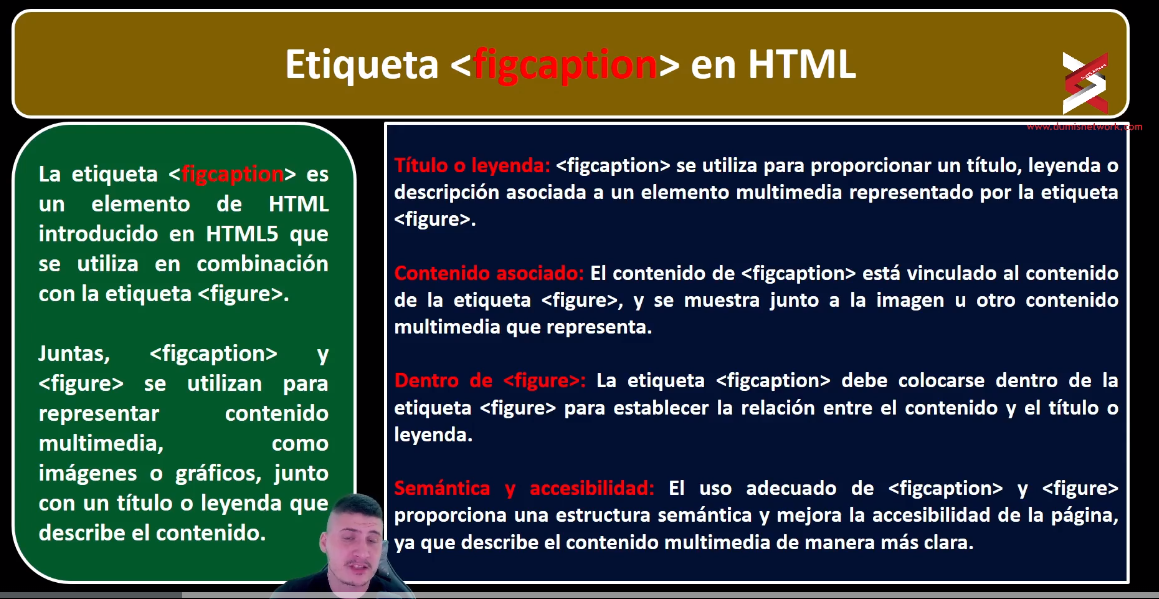 Etiqueta <figcaption> en HTML
www.dumisnetwork.com
La etiqueta <figcaption> es
un elemento de HTML
introducido en HTML5 que
se utiliza en combinación
con la etiqueta <figure>.
Juntas, <figcaption> y
<figure> se utilizan para
representar contenido
multimedia, como
imágenes o gráficos, junto
con un título o leyenda que
describe el contenido.
Título o leyenda: <figcaption> se utiliza para proporcionar un título, leyenda o
descripción asociada a un elemento multimedia representado por la etiqueta
<figure>.
Contenido asociado: El contenido de <figcaption> está vinculado al contenido
de la etiqueta <figure>, y se muestra junto a la imagen u otro contenido
multimedia que representa.
Dentro de <figure>: La etiqueta <figcaption> debe colocarse dentro de la
etiqueta <figure> para establecer la relación entre el contenido y el título o
leyenda.
Semántica y accesibilidad: El uso adecuado de <figcaption> y <figure>
proporciona una estructura semántica y mejora la accesibilidad de la página,
ya que describe el contenido multimedia de manera más clara.